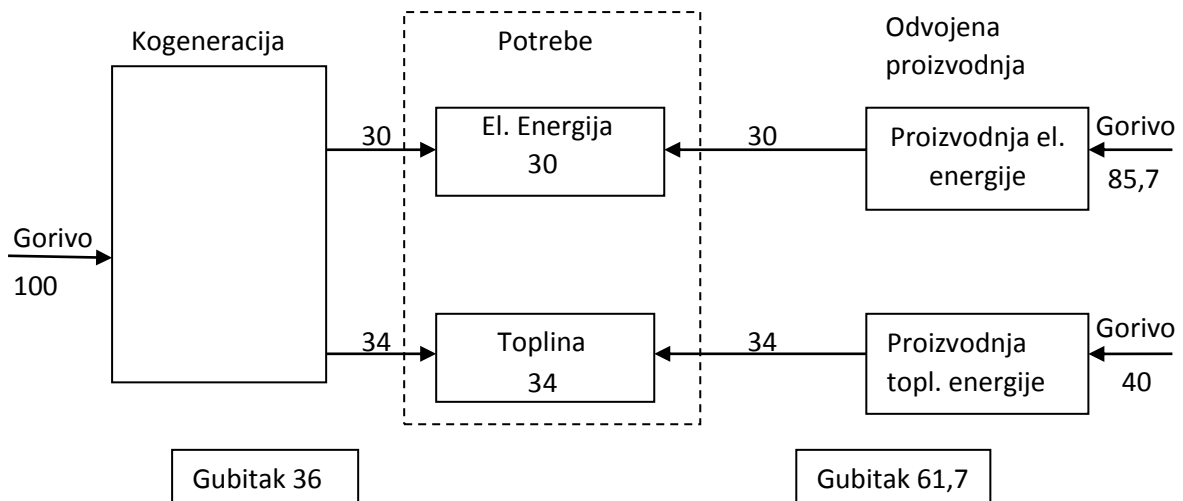 Kogeneracija
Potrebe
Odvojena
proizvodnja
Gorivo
100
30
34
El. Energija
30
Toplina
34
30
34
Proizvodnja el.
energije
Gorivo
85,7
Proizvodnja
topl. energije
Gorivo
40
Gubitak 36
Gubitak 61,7